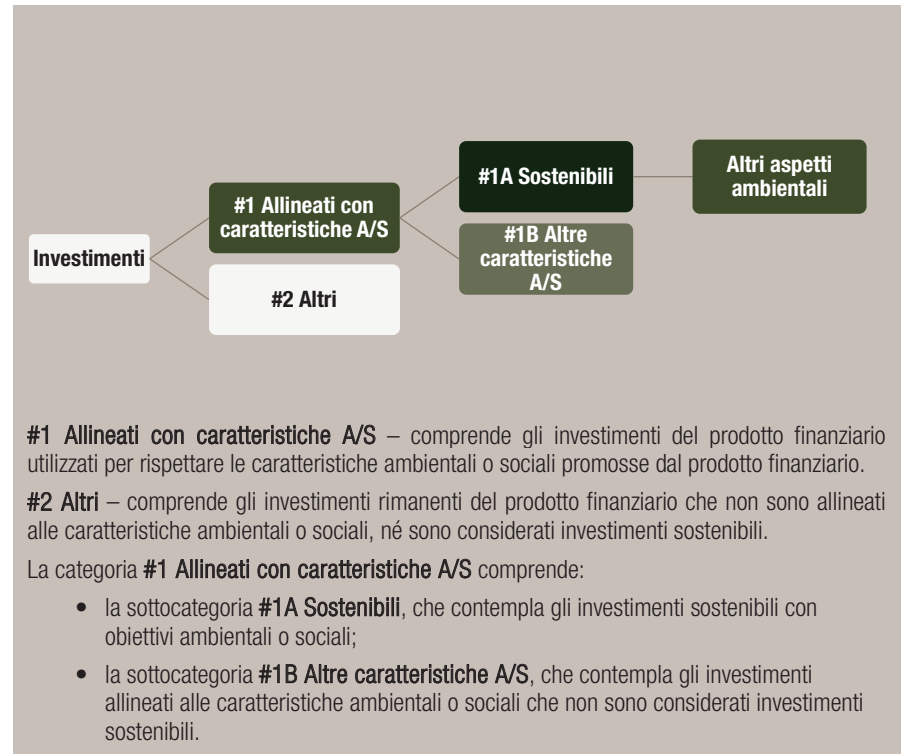 Investimenti
#1 Allineati con
caratteristiche A/S
#2 Altri
#1A Sostenibili
#1B Altre
caratteristiche
A/S
Altri aspetti
ambientali
#1 Allineati con caratteristiche A/S – comprende gli investimenti del prodotto finanziario
utilizzati per rispettare le caratteristiche ambientali o sociali promosse dal prodotto finanziario.
#2 Altri – comprende gli investimenti rimanenti del prodotto finanziario che non sono allineati
alle caratteristiche ambientali o sociali, né sono considerati investimenti sostenibili.
La categoria #1 Allineati con caratteristiche A/S comprende:
• la sottocategoria #1A Sostenibili, che contempla gli investimenti sostenibili con
obiettivi ambientali o sociali;
• la sottocategoria #1B Altre caratteristiche A/S, che contempla gli investimenti
allineati alle caratteristiche ambientali o sociali che non sono considerati investimenti
sostenibili.